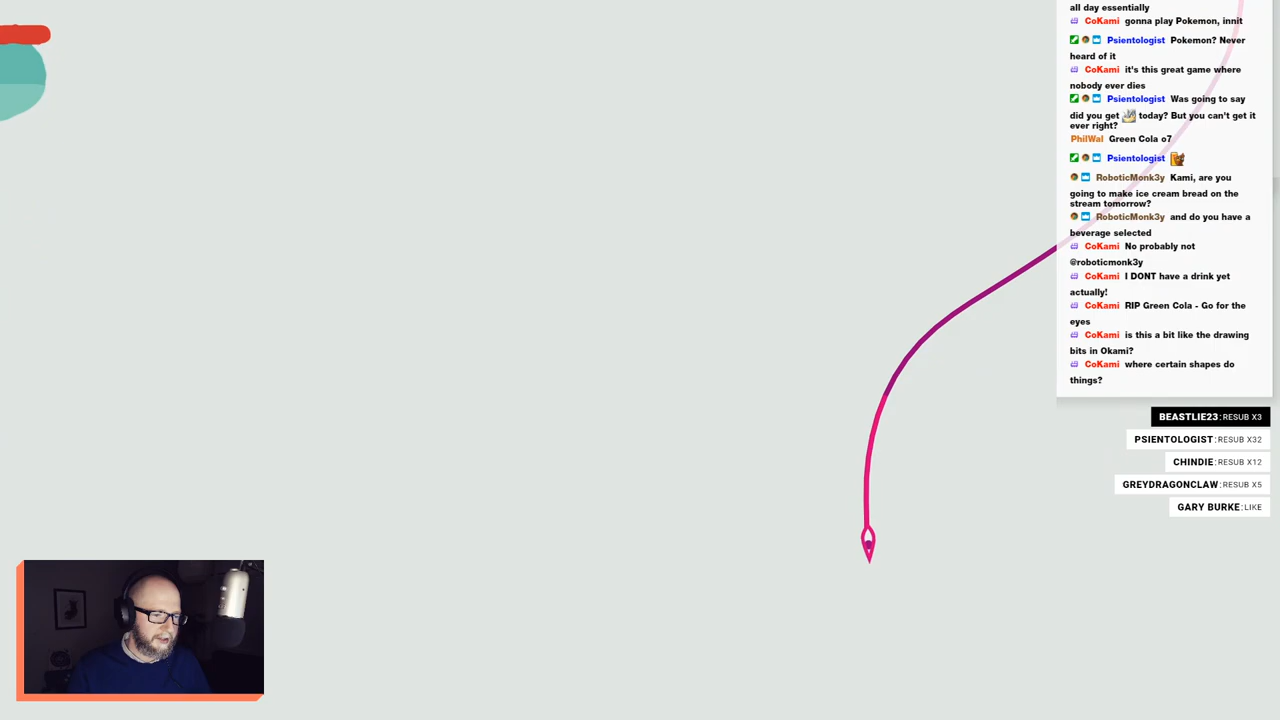 all day essentially
CoKami gonna play Pokemon, innit
Psientologist Pokemon? Never
heard of it
CoKami it's this great game where
nobody ever dies
Psientologist Was going to say
did you get today? But you can't get it
ever right?
PhilWal Green Cola o7
Psientologist
RoboticMonk3y Kami, are you
going to make ice cream bread on the
stream tomorrow?
RoboticMonk3y and do you have a
beverage selected
CoKami No probably not
@roboticmonk3y
CoKami I DONT have a drink yet
actually!
CoKami RIP Green Cola - Go for the
eyes
CoKami is this a bit like the drawing
bits in Okami?
CoKami where certain shapes do
things?
BEASTLIE23:RESUB X3
PSIENTOLOGIST:RESUB X32
CHINDIE:RESUB X12
GREYDRAGONCLAW:RESUB X5
GARY BURKE:LIKE